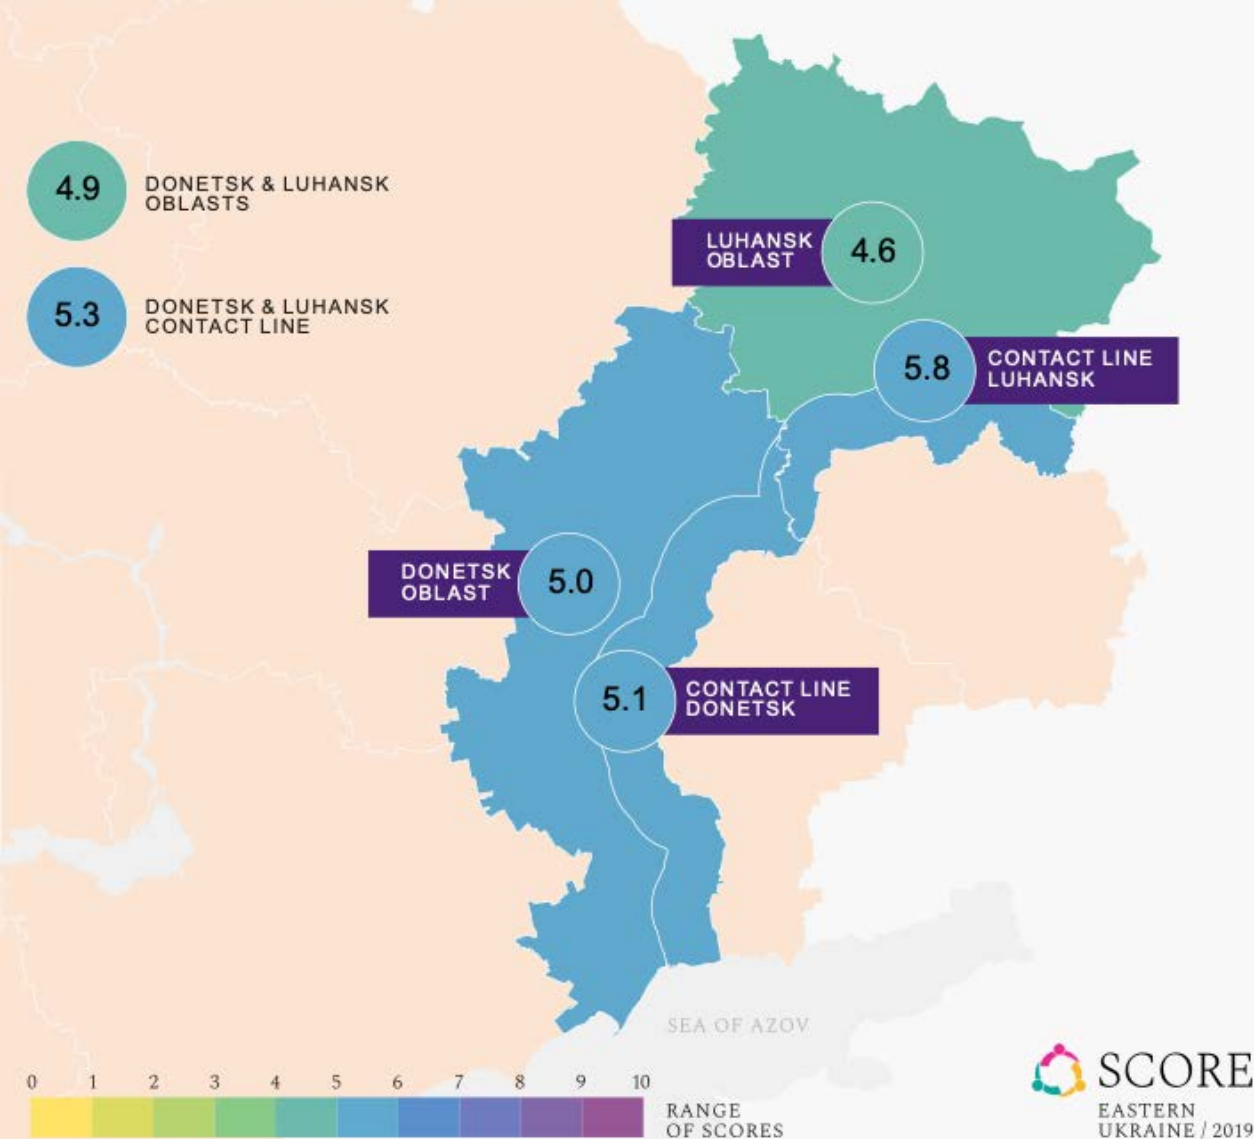 4.9
DONETSK & LUHANSK
OBLASTS
5.3
DONETSK & LUHANSK
CONTACT LINE
LUHANSK
OBLAST
4.6
5.8
CONTACT LINE
LUHANSK
DONETSK
OBLAST
5.0
5.1
CONTACT LINE
DONETSK
SEA OF AZOV
0 1 2 3 4 5 6 7 8 9 10
RANGE
OF SCORES
SCORE
EASTERN
UKRAINE / 2019